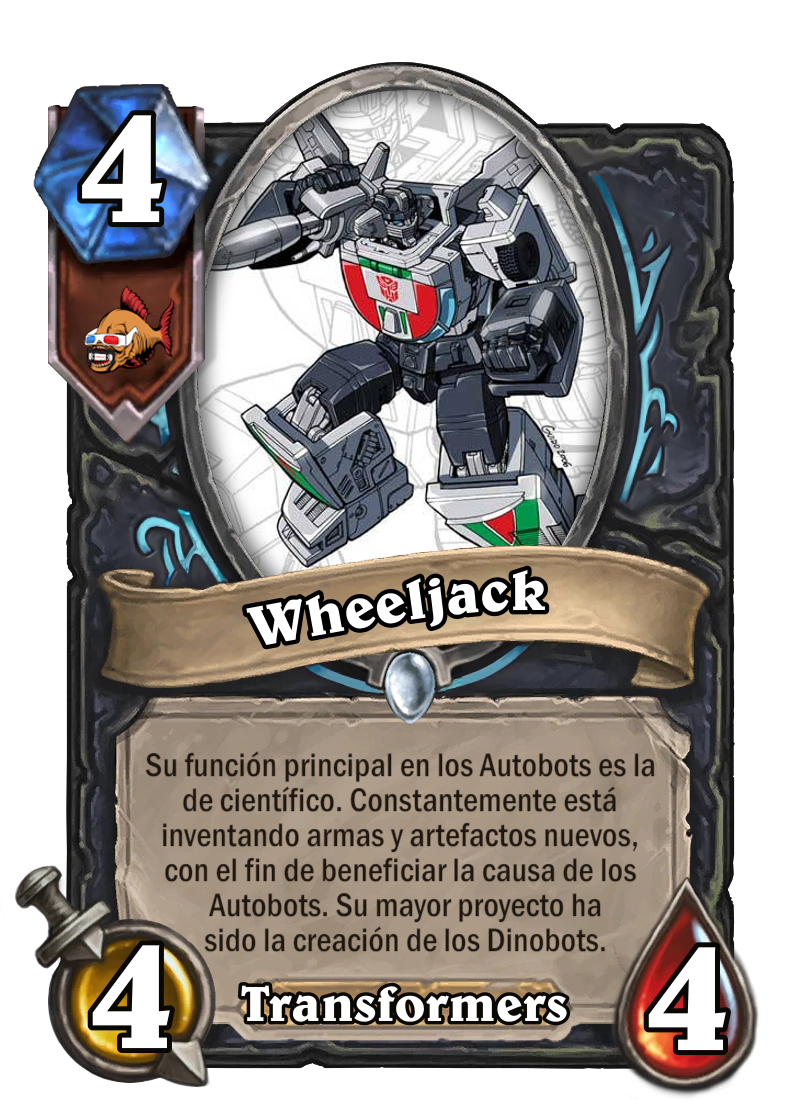 4
Guido 2006
Wheeljack
Su función principal en los Autobots es la
de científico. Constantemente está
inventando armas y artefactos nuevos,
con el fin de beneficiar la causa de los
Autobots. Su mayor proyecto ha
sido la creación de los Dinobots.
4
Transformers
4